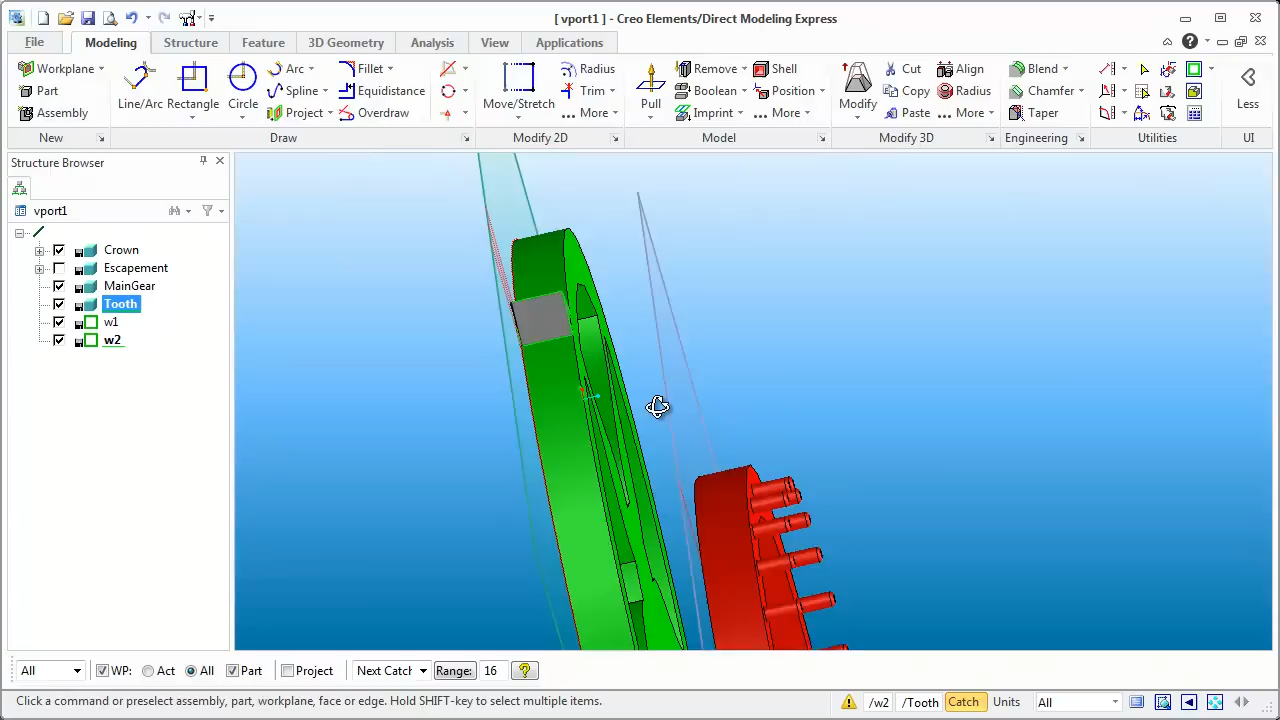 [ vport1 ] - Creo Elements/Direct Modeling Express
File Modeling Structure Feature 3D Geometry Analysis View Applications
Workplane Arc Fillet Radius Remove Shell Cut Align Blend
Part Line/Arc Rectangle Circle Spline Equidistance Move/Stretch Trim Pull Boolean Position Modify Copy Radius Chamfer Less
Assembly Project Overdraw ... More Imprint ... More Paste ... More Taper
New Draw Modify 2D Model Modify 3D Engineering Utilities UI
Structure Browser
vport1
Crown
Escapement
MainGear
Tooth
w1
w2
All WP: Act All Part Project Next Catch Range: 16 ?
Click a command or preselect assembly, part, workplane, face or edge. Hold SHIFT-key to select multiple items. /w2 /Tooth Catch Units All